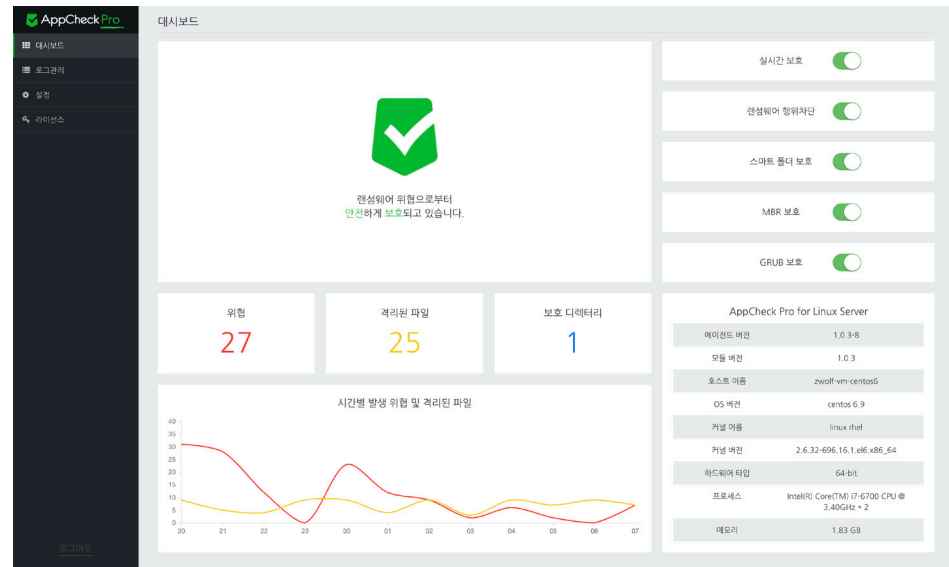 AppCheck Pro
대시보드
로그관리
설정
라이선스
로그아웃
대시보드
랜섬웨어 위협으로부터
안전하게 보호되고 있습니다.
실시간 보호
랜섬웨어 행위차단
스마트 폴더 보호
MBR 보호
GRUB 보호
위협
27
격리된 파일
25
보호 디렉터리
1
시간별 발생 위협 및 격리된 파일
40
35
30
25
20
15
10
5
0
20 21 22 23 00 01 02 03 04 05 06 07
AppCheck Pro for Linux Server
에이전트 버전 1.0.3-8
모듈 버전 1.0.3
호스트 이름 zwolf-vm-centos6
OS 버전 centos 6.9
커널 이름 linux rhel
커널 버전 2.6.32-696.16.1.el6.x86_64
하드웨어 타입 64-bit
프로세스 Intel(R) Core(TM) i7-6700 CPU @
3.40GHz * 2
메모리 1.83 GB